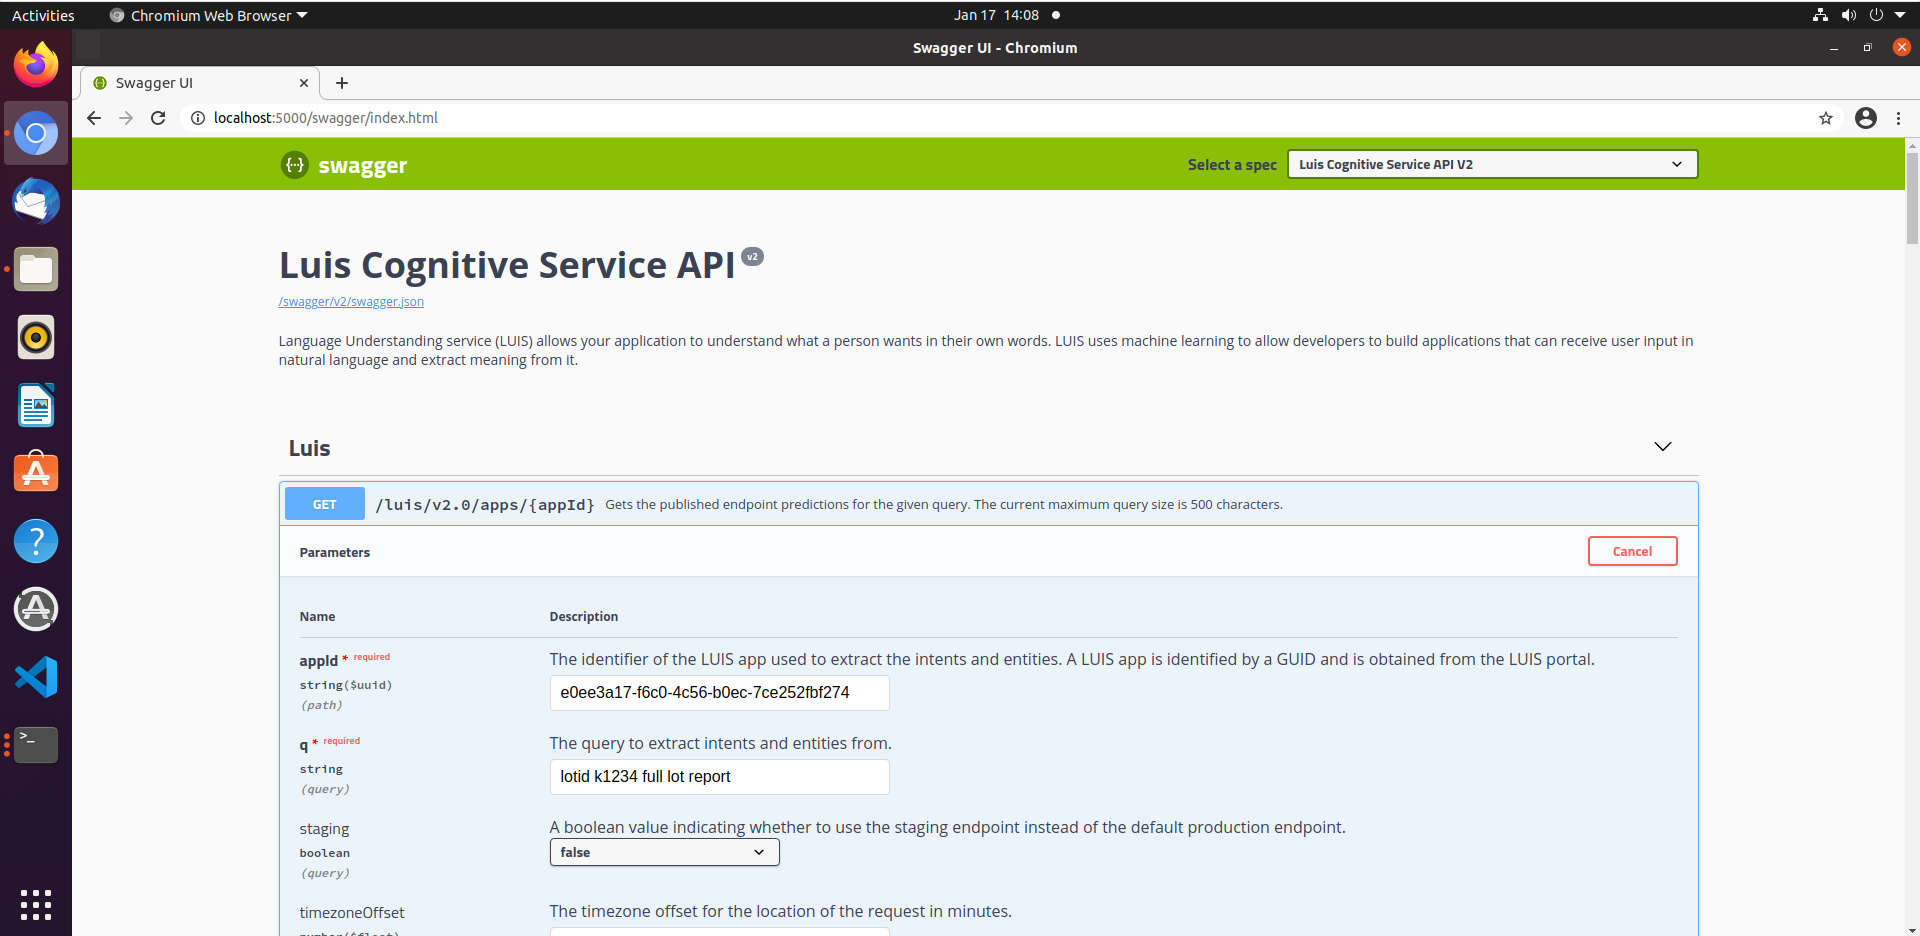 Activities
Chromium Web Browser
Jan 17 14:08
Swagger UI - Chromium
Swagger UI
localhost:5000/swagger/index.html
swagger
Select a spec
Luis Cognitive Service API V2
Luis Cognitive Service API v2
/swagger/v2/swagger.json
Language Understanding service (LUIS) allows your application to understand what a person wants in their own words. LUIS uses machine learning to allow developers to build applications that can receive user input in
natural language and extract meaning from it.
Luis
GET /luis/v2.0/apps/{appId} Gets the published endpoint predictions for the given query. The current maximum query size is 500 characters.
Parameters
Cancel
Name
Description
appId * required
The identifier of the LUIS app used to extract the intents and entities. A LUIS app is identified by a GUID and is obtained from the LUIS portal.
string($uuid)
(path)
e0ee3a17-f6c0-4c56-b0ec-7ce252fbf274
q * required
The query to extract intents and entities from.
string
(query)
lotid k1234 full lot report
staging
A boolean value indicating whether to use the staging endpoint instead of the default production endpoint.
boolean
(query)
false
timezoneOffset
The timezone offset for the location of the request in minutes.